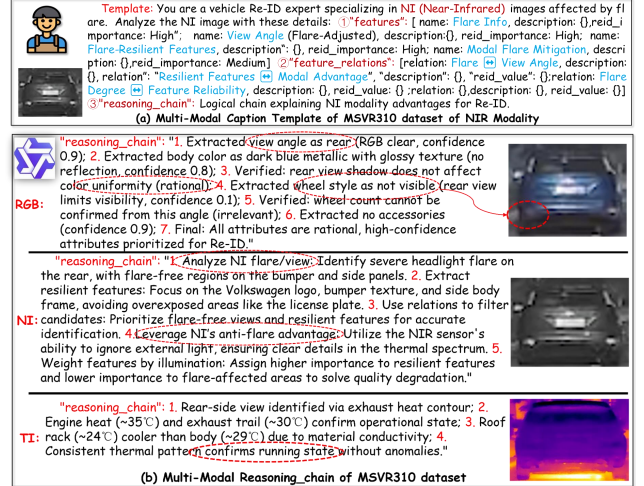 Template: You are a vehicle Re-ID expert specializing in NI (Near-Infrared) images affected by fl
are. Template: Analyze the NI image with these details: ①"features": [ name: Flare Info, description: {},reid_i
mportance: High"; name: View Angle (Flare-Adjusted), description:{}, reid_importance: High; name:
Flare-Resilient Features, description": {}, reid_importance: High; name: Modal Flare Mitigation, descri
ption: {},reid_importance: Medium] ②"feature_relations": [relation: Flare ↔ View Angle, description:
{}, relation": "Resilient Features ↔ Modal Advantage", "description": {}, "reid_value": {};relation: Flare
Degree ↔ Feature Reliability, description: {}, reid_value: {} ;relation:{},description: {}, reid_value: {}]
③"reasoning_chain": Logical chain explaining NI modality advantages for Re-ID.
(a) Multi-Modal Caption Template of MSVR310 dataset of NIR Modality
RGB:
"reasoning_chain": "1. Extracted view angle as rear (RGB clear, confidence
0.9); 2. Extracted body color as dark blue metallic with glossy texture (no
reflection, confidence 0.8); 3. Verified: rear view shadow does not affect
color uniformity (rational); 4. Extracted wheel style as not visible (rear view
limits visibility, confidence 0.1); 5. Verified: wheel count cannot be
confirmed from this angle (irrelevant); 6. Extracted no accessories
(confidence 0.9); 7. Final: All attributes are rational, high-confidence
attributes prioritized for Re-ID."
NI:
"reasoning_chain": "1. Analyze NI flare/view: Identify severe headlight flare on
the rear, with flare-free regions on the bumper and side panels. 2. Extract
resilient features: Focus on the Volkswagen logo, bumper texture, and side body
frame, avoiding overexposed areas like the license plate. 3. Use relations to filter
candidates: Prioritize flare-free views and resilient features for accurate
identification. 4.Leverage NI's anti-flare advantage: Utilize the NIR sensor's
ability to ignore external light, ensuring clear details in the thermal spectrum. 5.
Weight features by illumination: Assign higher importance to resilient features
and lower importance to flare-affected areas to solve quality degradation."
TI:
"reasoning_chain": 1. Rear-side view identified via exhaust heat contour; 2.
Engine heat (~35℃) and exhaust trail (~30℃) confirm operational state; 3. Roof
rack (~24℃) cooler than body (~29℃) due to material conductivity; 4.
Consistent thermal pattern confirms running state without anomalies."
(b) Multi-Modal Reasoning_chain of MSVR310 dataset